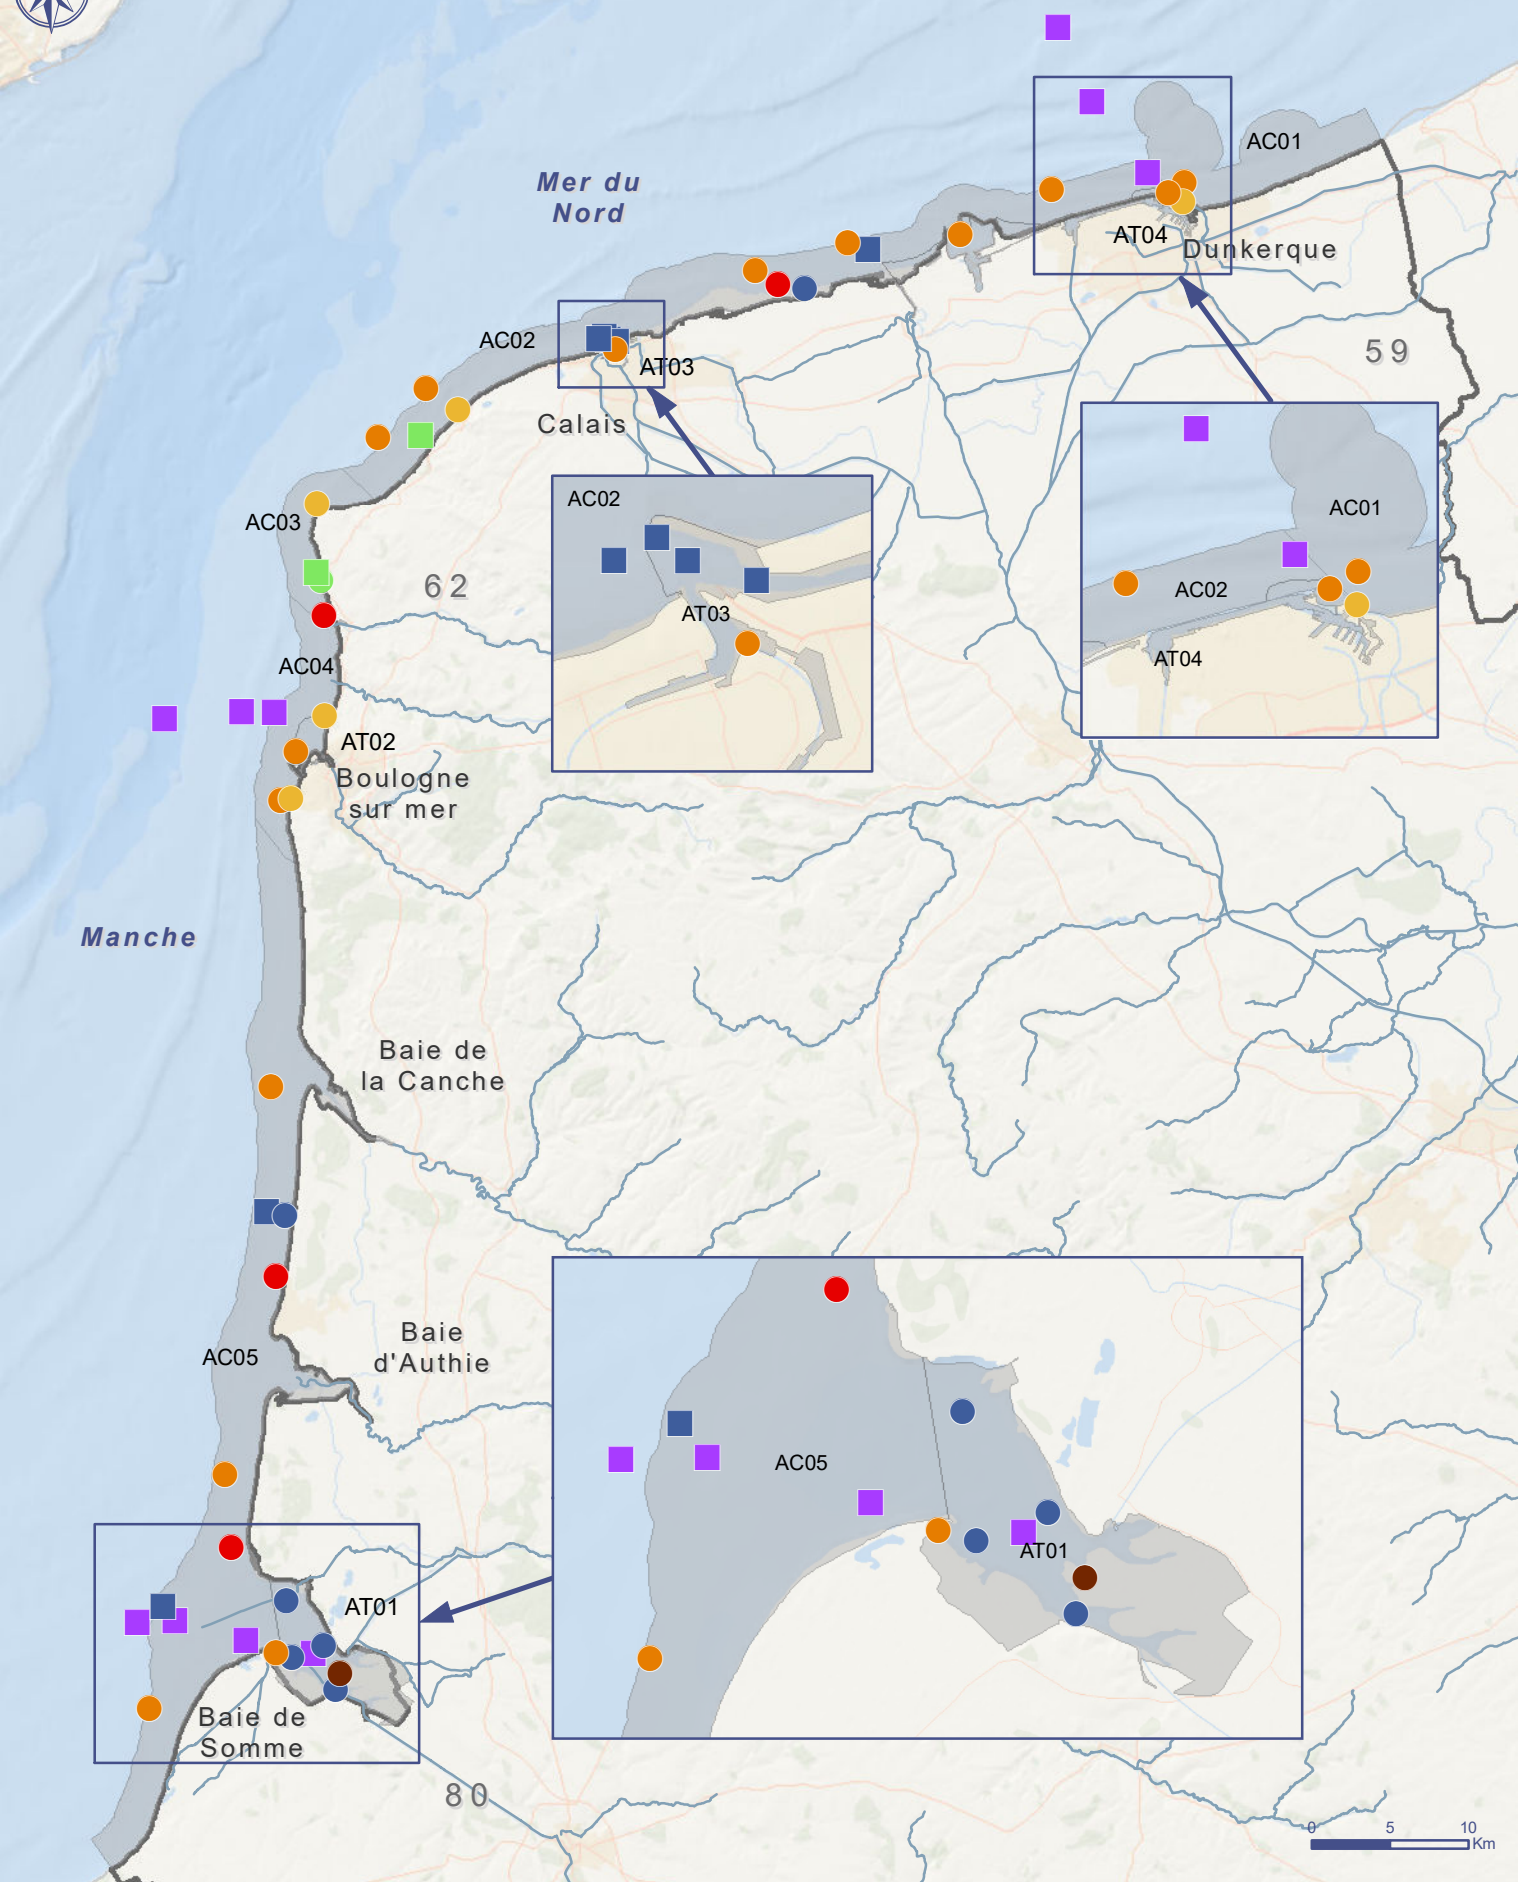 AC01
Mer du
Nord
AT04
Dunkerque
AC02
AT03
59
Calais
AC02
AT03
AC01
AC02
AT04
AC03
62
AC04
AT02
Boulogne
sur mer
Manche
Baie de
la Canche
Baie
d'Authie
AC05
AC05
AT01
AT01
Baie de
Somme
80
0 5 10
Km